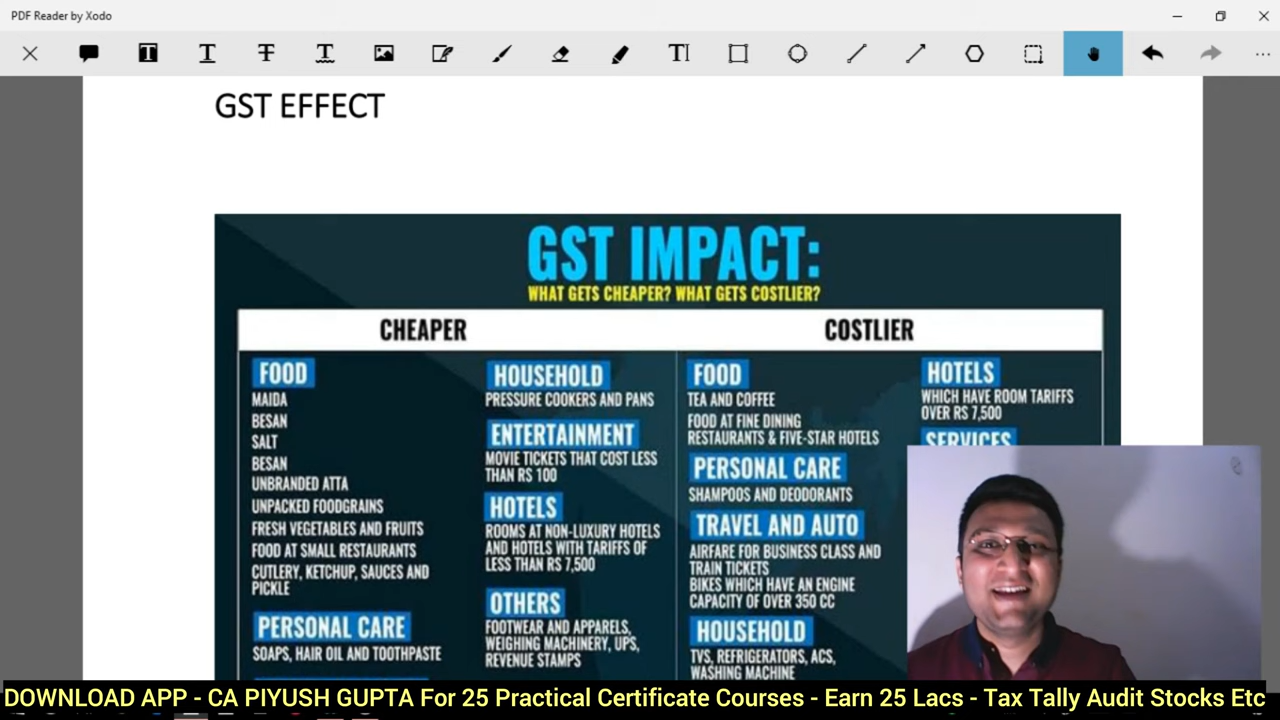 PDF Reader by Xodo
GST EFFECT
GST IMPACT:
WHAT GETS CHEAPER? WHAT GETS COSTLIER?
CHEAPER
FOOD
MAIDA
BESAN
SALT
BESAN
UNBRANDED ATTA
UNPACKED FOODGRAINS
FRESH VEGETABLES AND FRUITS
FOOD AT SMALL RESTAURANTS
CUTLERY, KETCHUP, SAUCES AND
PICKLE
PERSONAL CARE
SOAPS, HAIR OIL AND TOOTHPASTE
HOUSEHOLD
PRESSURE COOKERS AND PANS
ENTERTAINMENT
MOVIE TICKETS THAT COST LESS
THAN RS 100
HOTELS
ROOMS AT NON-LUXURY HOTELS
AND HOTELS WITH TARIFFS OF
LESS THAN RS 7,500
OTHERS
FOOTWEAR AND APPARELS,
WEIGHING MACHINERY, UPS,
REVENUE STAMPS
COSTLIER
FOOD
TEA AND COFFEE
FOOD AT FINE DINING
RESTAURANTS & FIVE-STAR HOTELS
PERSONAL CARE
SHAMPOOS AND DEODORANTS
TRAVEL AND AUTO
AIRFARE FOR BUSINESS CLASS AND
TRAIN TICKETS
BIKES WHICH HAVE AN ENGINE
CAPACITY OF OVER 350 CC
HOUSEHOLD
TVS, REFRIGERATORS, ACS,
WASHING MACHINE
HOTELS
WHICH HAVE ROOM TARIFFS
OVER RS 7,500
SERVICES
DOWNLOAD APP - CA PIYUSH GUPTA For 25 Practical Certificate Courses - Earn 25 Lacs - Tax Tally Audit Stocks Etc